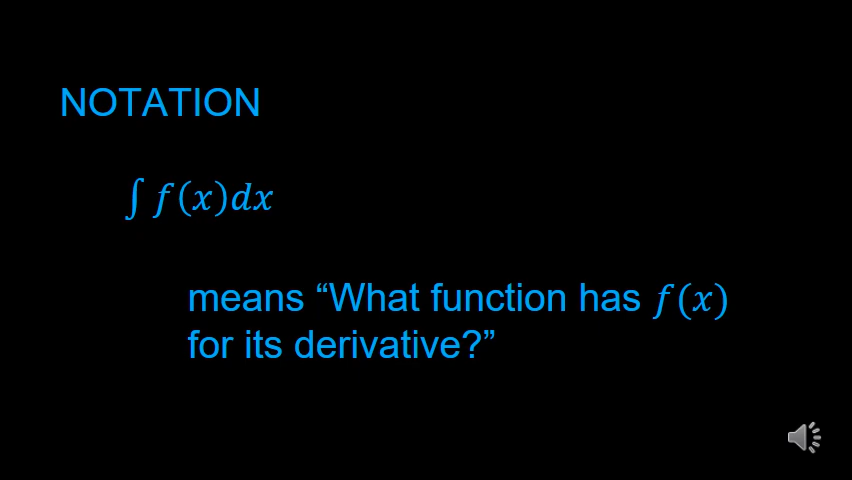 NOTATION
∫ f(x)dx
means “What function has f(x)
for its derivative?”